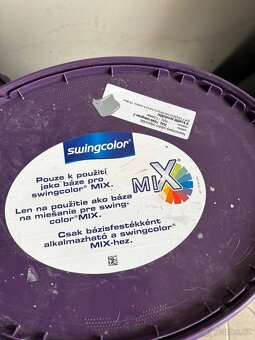 swingcolor®
Pouze k použití
jako báze pro
swingcolor® MIX.
Len na použitie ako báza
na miešanie pre swing-
color® MIX.
Csak bázisfestékként
alkalmazható a swingcolor®
MIX-hez.
MIX